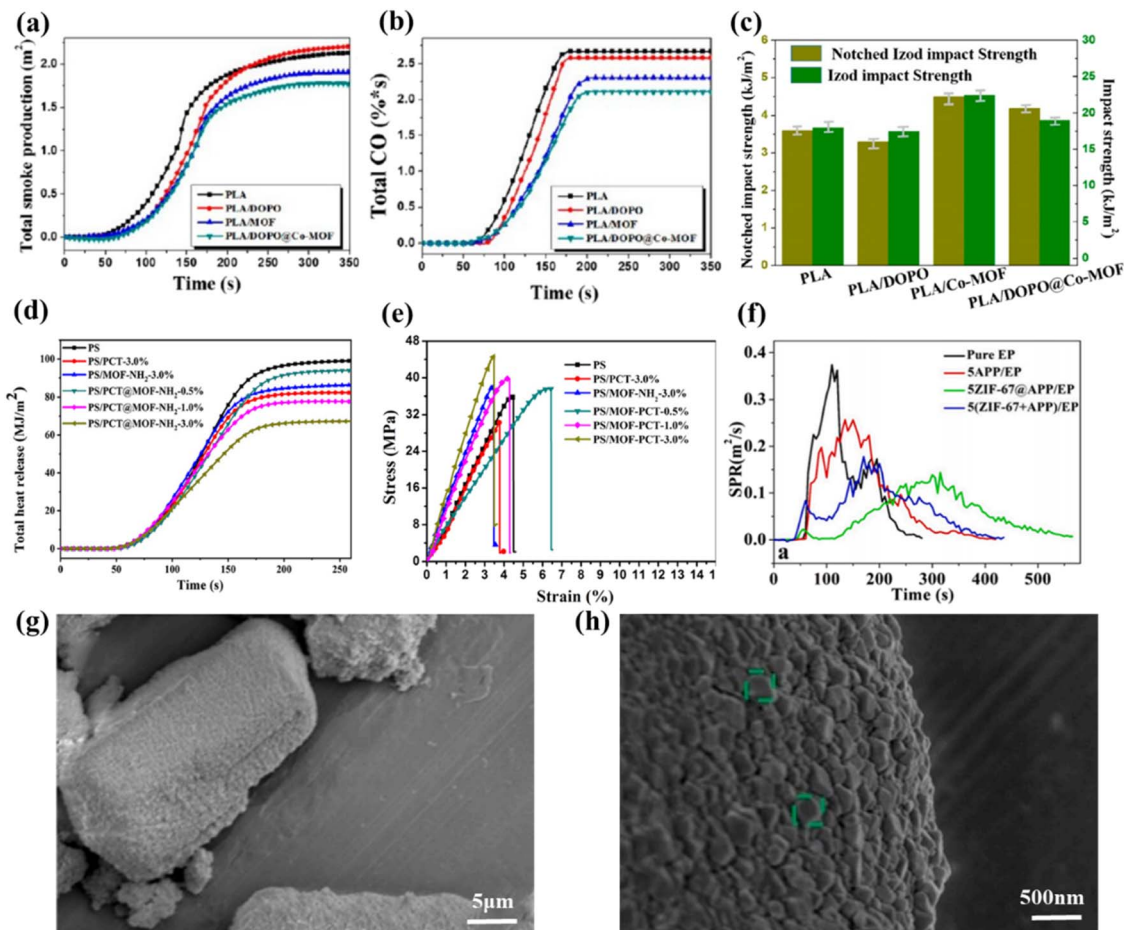 (a)
Total smoke production (m²)
2.5
2.0
1.5
1.0
0.5
0.0
PLA
PLA/DOPO
PLA/MOF
PLA/DOPO@Co-MOF
0 50 100 150 200 250 300 350
Time (s)
(b)
Total CO (%*s)
2.5
2.0
1.5
1.0
0.5
0.0
PLA
PLA/DOPO
PLA/MOF
PLA/DOPO@Co-MOF
0 50 100 150 200 250 300 350
Time (s)
(c)
Notched impact strength (kJ/m²)
6
5
4
3
2
1
0
Notched Izod impact Strength
Izod impact Strength
30
25
20
15
10
5
0
Impact strength (kJ/m²)
PLA
PLA/DOPO
PLA/Co-MOF
PLA/DOPO@Co-MOF
(d)
Total heat release (MJ/m²)
100
80
60
40
20
0
PS
PS/PCT-3.0%
PS/MOF-NH₂-3.0%
PS/PCT@MOF-NH₂-0.5%
PS/PCT@MOF-NH₂-1.0%
PS/PCT@MOF-NH₂-3.0%
0 50 100 150 200 250
Time (s)
(e)
Stress (MPa)
48
40
32
24
16
8
0
PS
PS/PCT-3.0%
PS/MOF-NH₂-3.0%
PS/MOF-PCT-0.5%
PS/MOF-PCT-1.0%
PS/MOF-PCT-3.0%
0 1 2 3 4 5 6 7 8 9 10 11 12 13 14 1
Strain (%)
(f)
SPR(m²/s)
0.4
0.3
0.2
0.1
0.0
Pure EP
5APP/EP
5ZIF-67@APP/EP
5(ZIF-67+APP)/EP
a
0 100 200 300 400 500
Time (s)
(g)
5μm
(h)
500nm